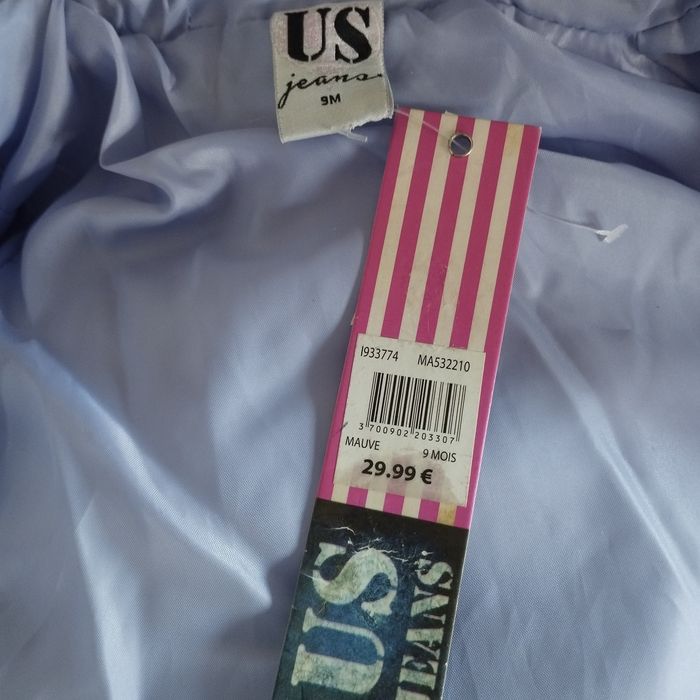 US
jeans
9M
I933774 MA532210
3 700902 203307
MAUVE 9 MOIS
29.99 €
US
JEANS